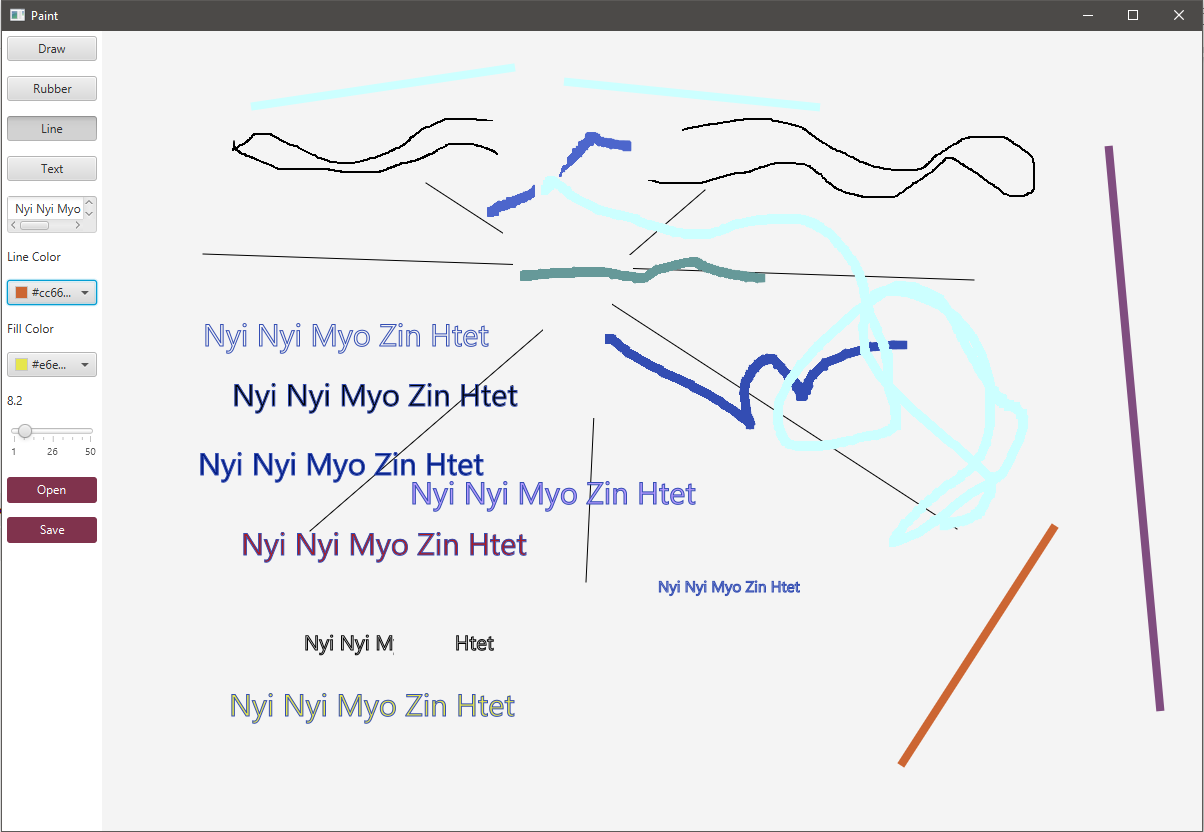 Paint
Draw
Rubber
Line
Text
Nyi Nyi Myo
Line Color
#cc66...
Fill Color
#e6e...
8.2
1 26 50
Open
Save
Nyi Nyi Myo Zin Htet
Nyi Nyi Myo Zin Htet
Nyi Nyi Myo Zin Htet
Nyi Nyi Myo Zin Htet
Nyi Nyi Myo Zin Htet
Nyi Nyi Myo Zin Htet
Nyi Nyi M Htet
Nyi Nyi Myo Zin Htet